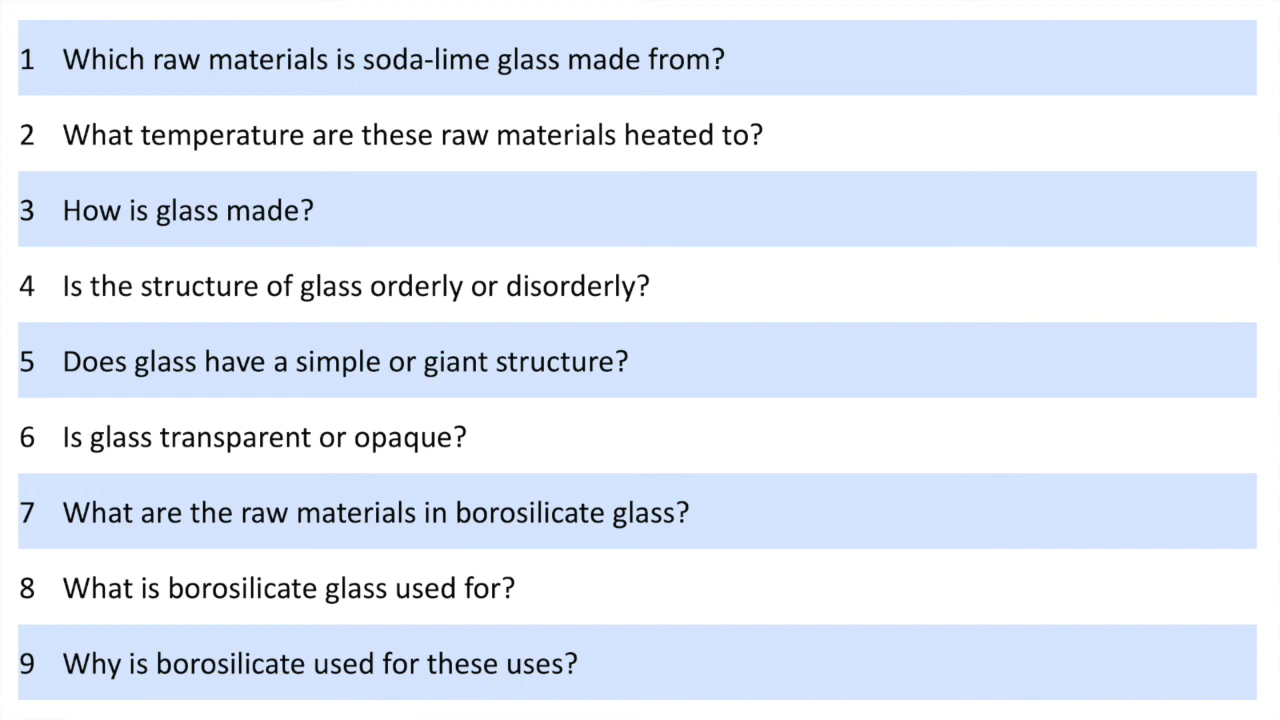 1 Which raw materials is soda-lime glass made from?
2 What temperature are these raw materials heated to?
3 How is glass made?
4 Is the structure of glass orderly or disorderly?
5 Does glass have a simple or giant structure?
6 Is glass transparent or opaque?
7 What are the raw materials in borosilicate glass?
8 What is borosilicate glass used for?
9 Why is borosilicate used for these uses?